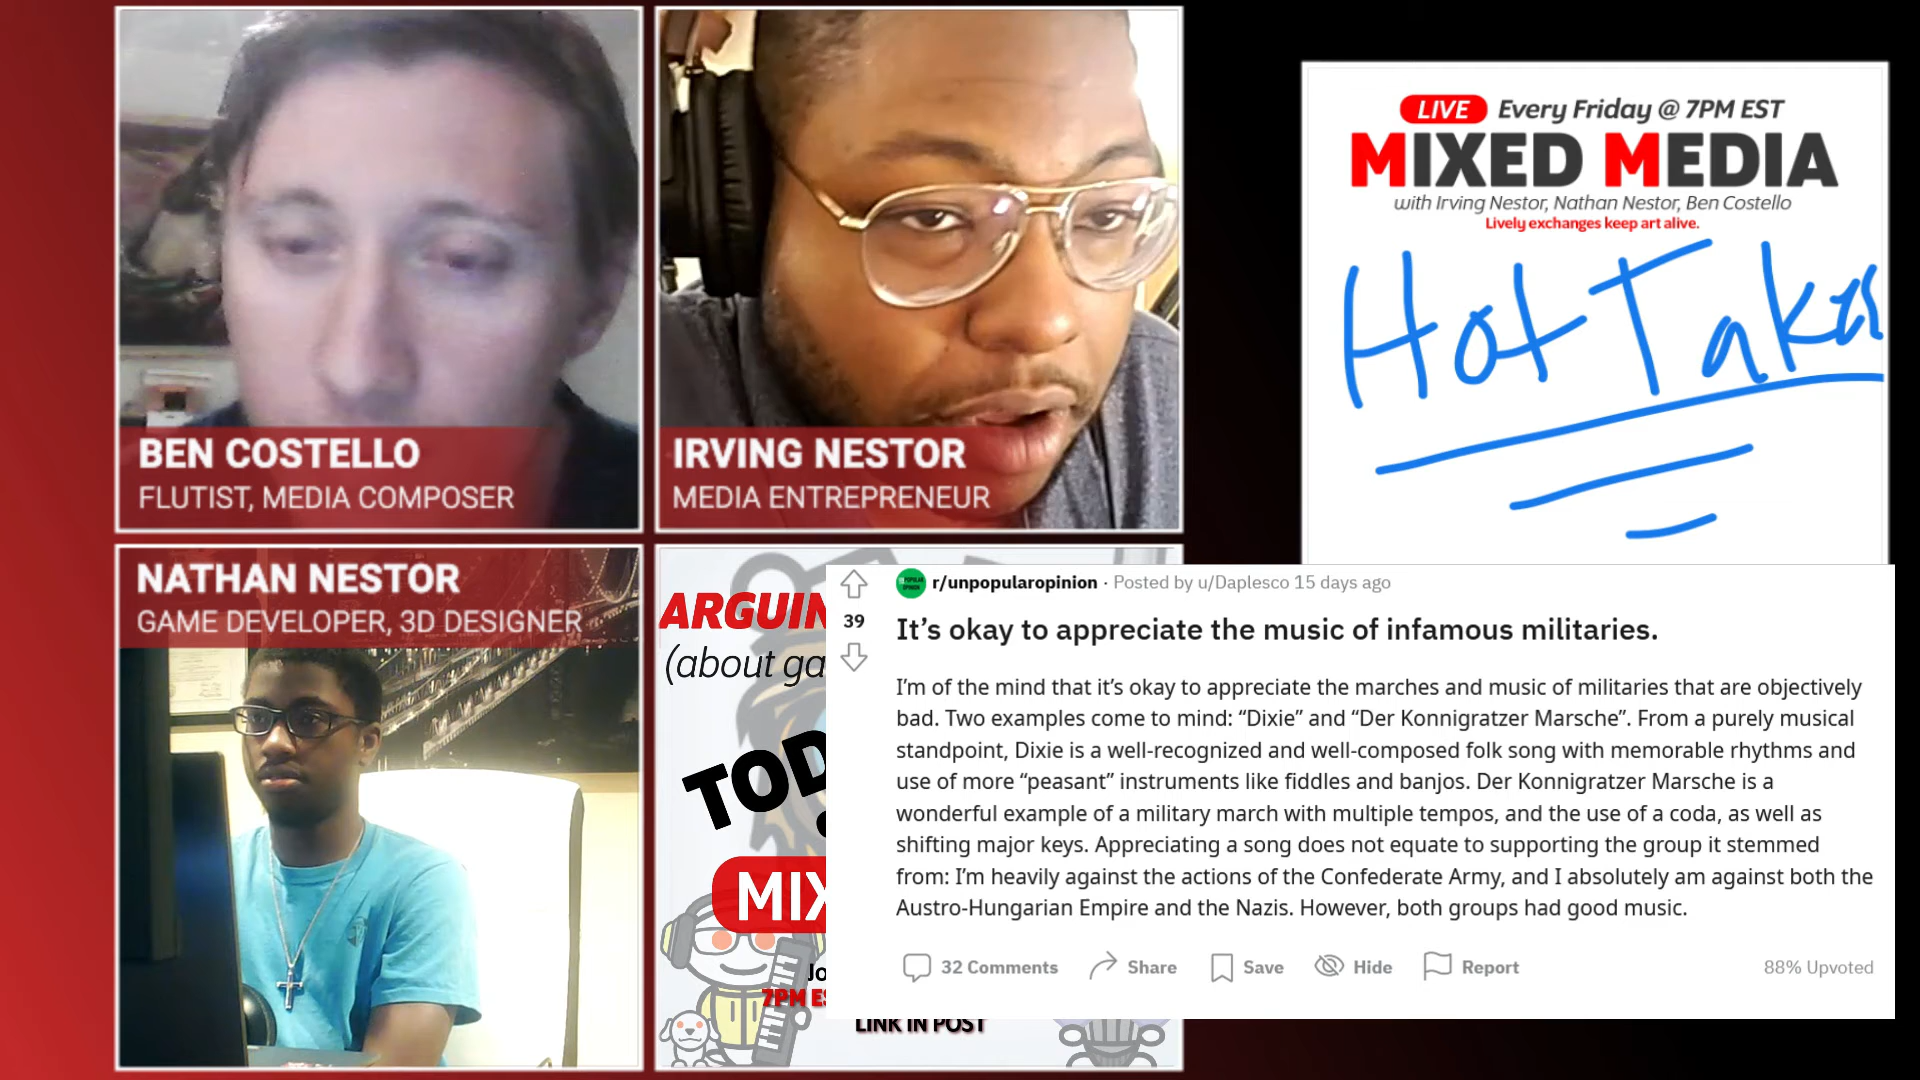 BEN COSTELLO
FLUTIST, MEDIA COMPOSER
IRVING NESTOR
MEDIA ENTREPRENEUR
LIVE Every Friday @ 7PM EST
MIXED MEDIA
with Irving Nestor, Nathan Nestor, Ben Costello
Lively exchanges keep art alive.
Hot Takes
NATHAN NESTOR
GAME DEVELOPER, 3D DESIGNER
ARGUIN
(about ga
TOD
MIX
Jo
7PM ES
LINK IN POST
r/unpopularopinion · Posted by u/Daplesco 15 days ago
39
It’s okay to appreciate the music of infamous militaries.
I’m of the mind that it’s okay to appreciate the marches and music of militaries that are objectively
bad. Two examples come to mind: “Dixie” and “Der Konnigratzer Marsche”. From a purely musical
standpoint, Dixie is a well-recognized and well-composed folk song with memorable rhythms and
use of more “peasant” instruments like fiddles and banjos. Der Konnigratzer Marsche is a
wonderful example of a military march with multiple tempos, and the use of a coda, as well as
shifting major keys. Appreciating a song does not equate to supporting the group it stemmed
from: I’m heavily against the actions of the Confederate Army, and I absolutely am against both the
Austro-Hungarian Empire and the Nazis. However, both groups had good music.
32 Comments Share Save Hide Report 88% Upvoted